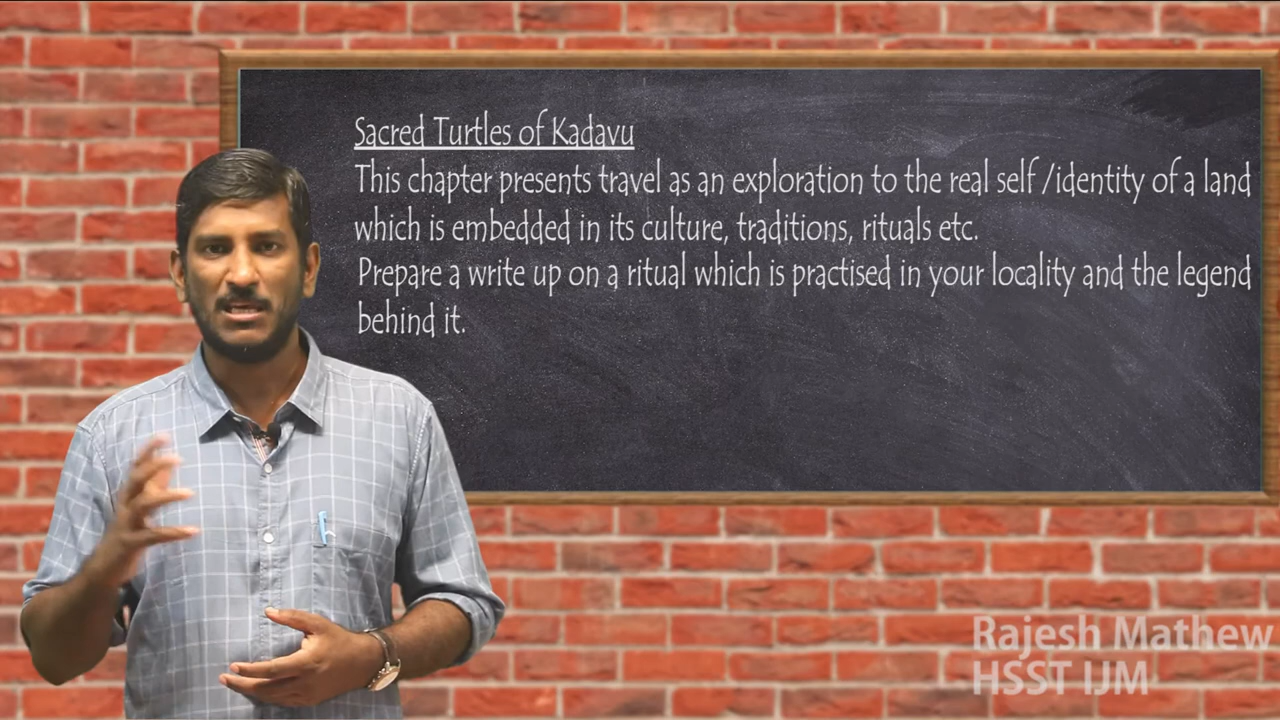 Sacred Turtles of Kadavu
This chapter presents travel as an exploration to the real self /identity of a land
which is embedded in its culture, traditions, rituals etc.
Prepare a write up on a ritual which is practised in your locality and the legend
behind it.
Rajesh Mathew
HSST IJM